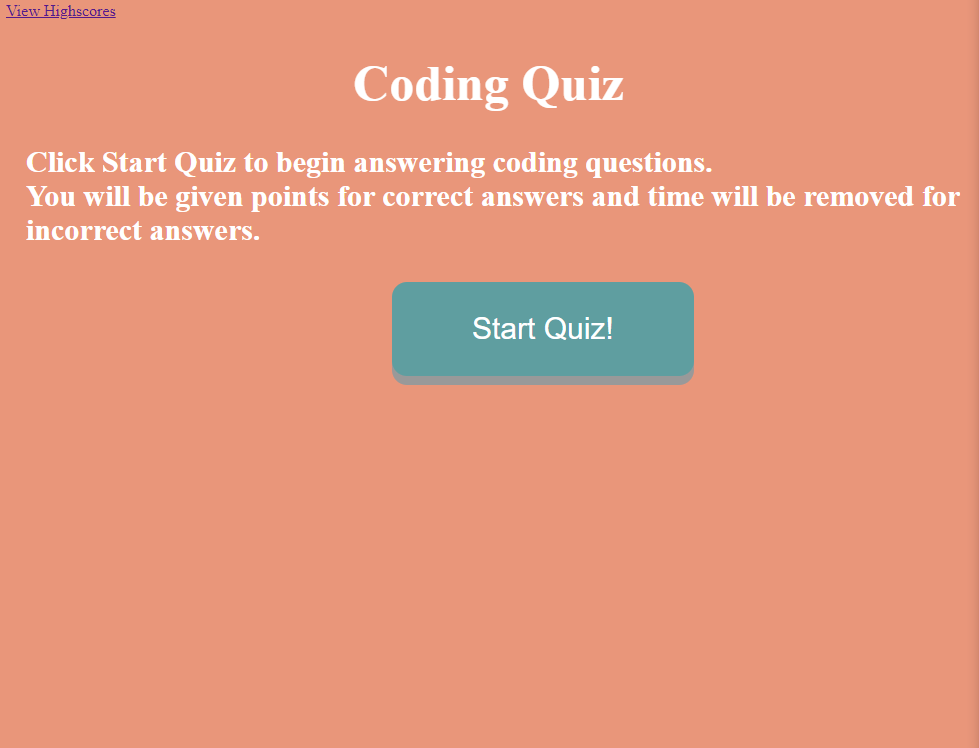 View Highscores
Coding Quiz
Click Start Quiz to begin answering coding questions.
You will be given points for correct answers and time will be removed for
incorrect answers.
Start Quiz!